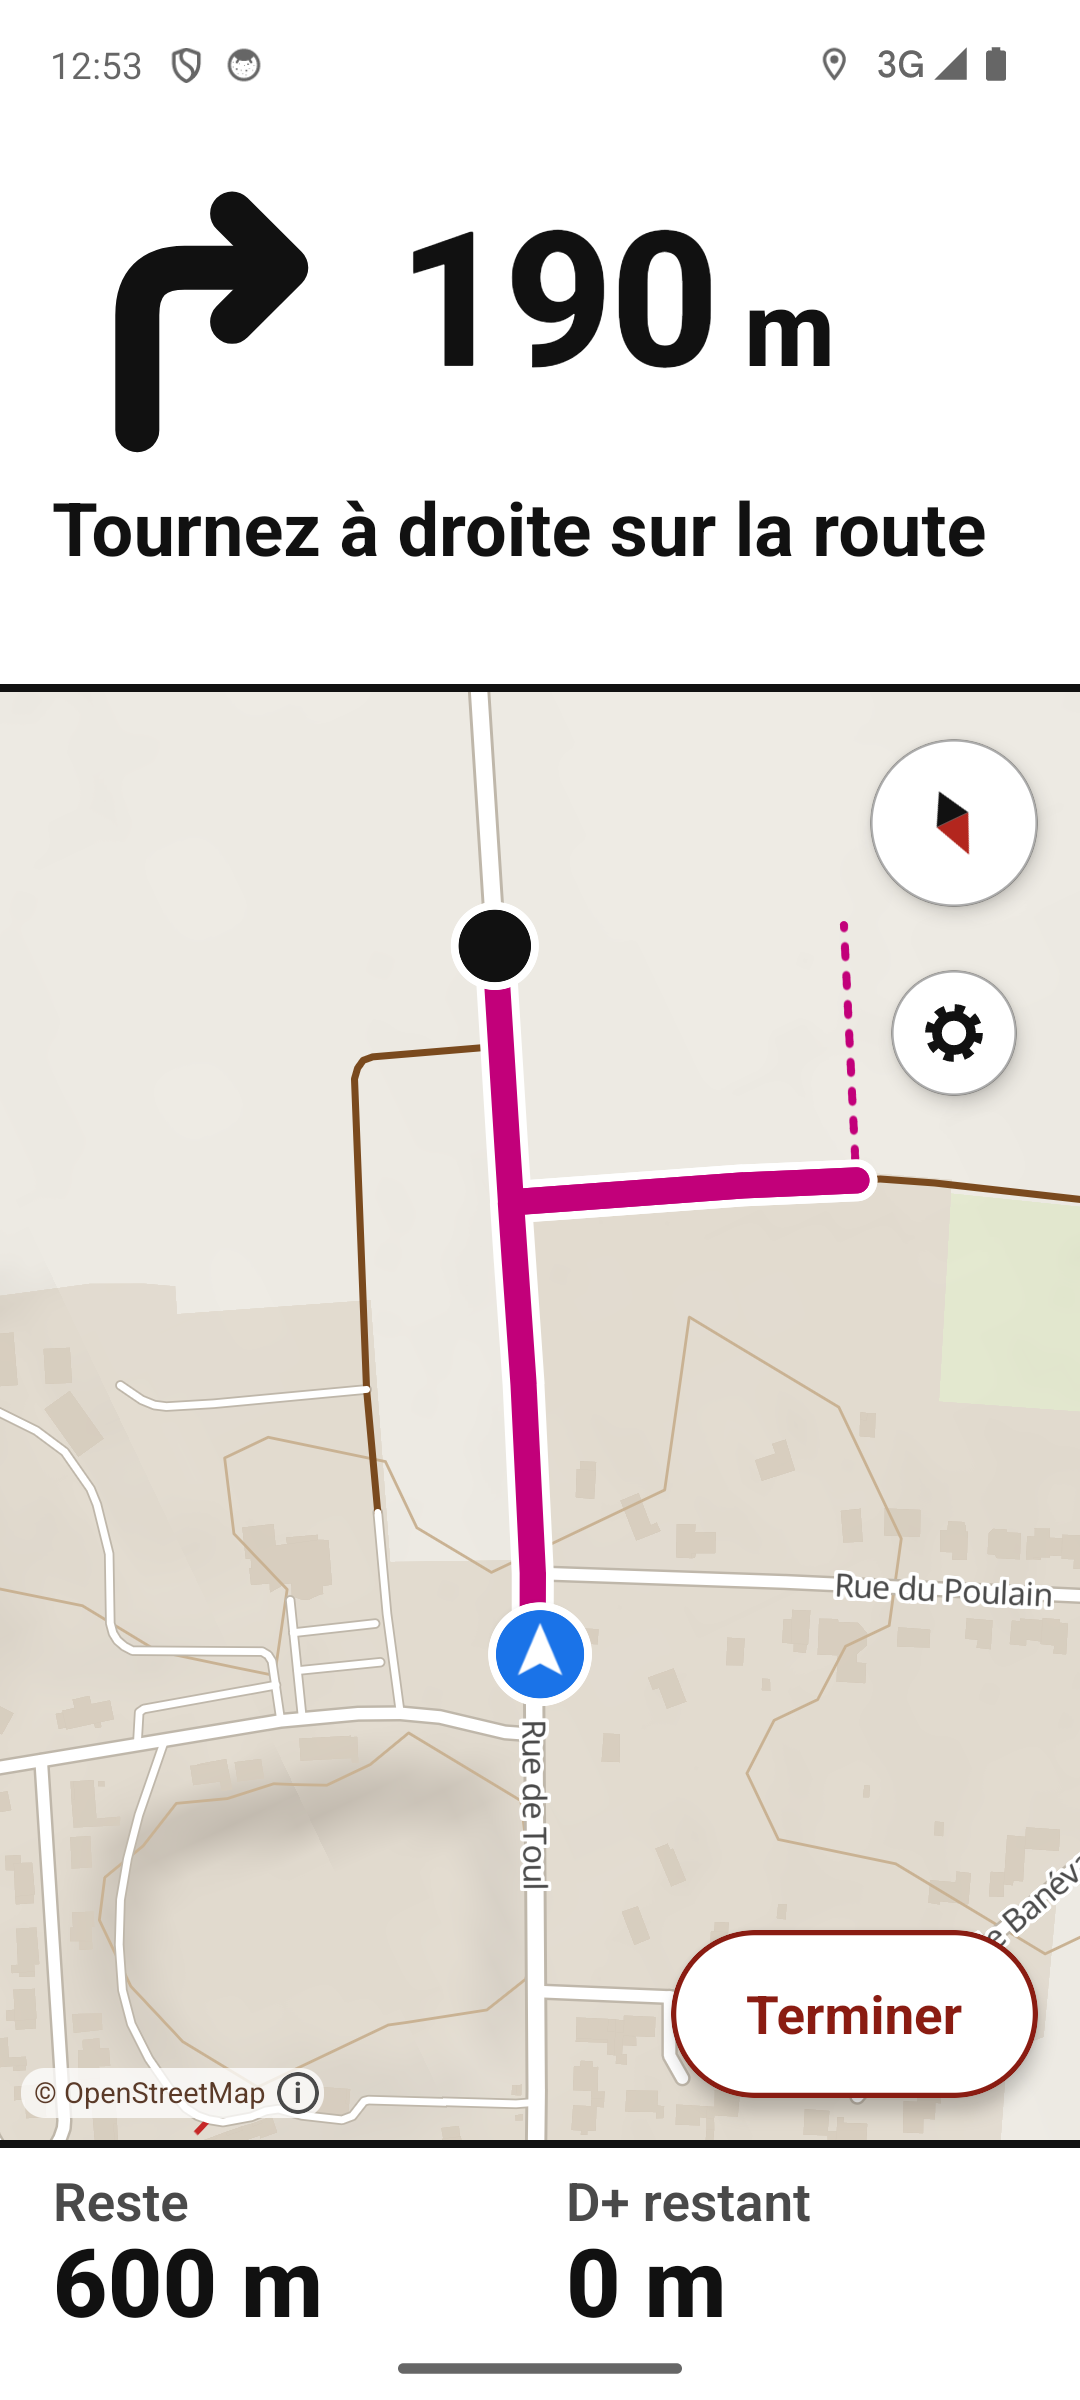 12:53
3G
190 m
Tournez à droite sur la route
Rue du Poulain
Rue de Toul
Terminer
© OpenStreetMap
Reste
D+ restant
600 m
0 m